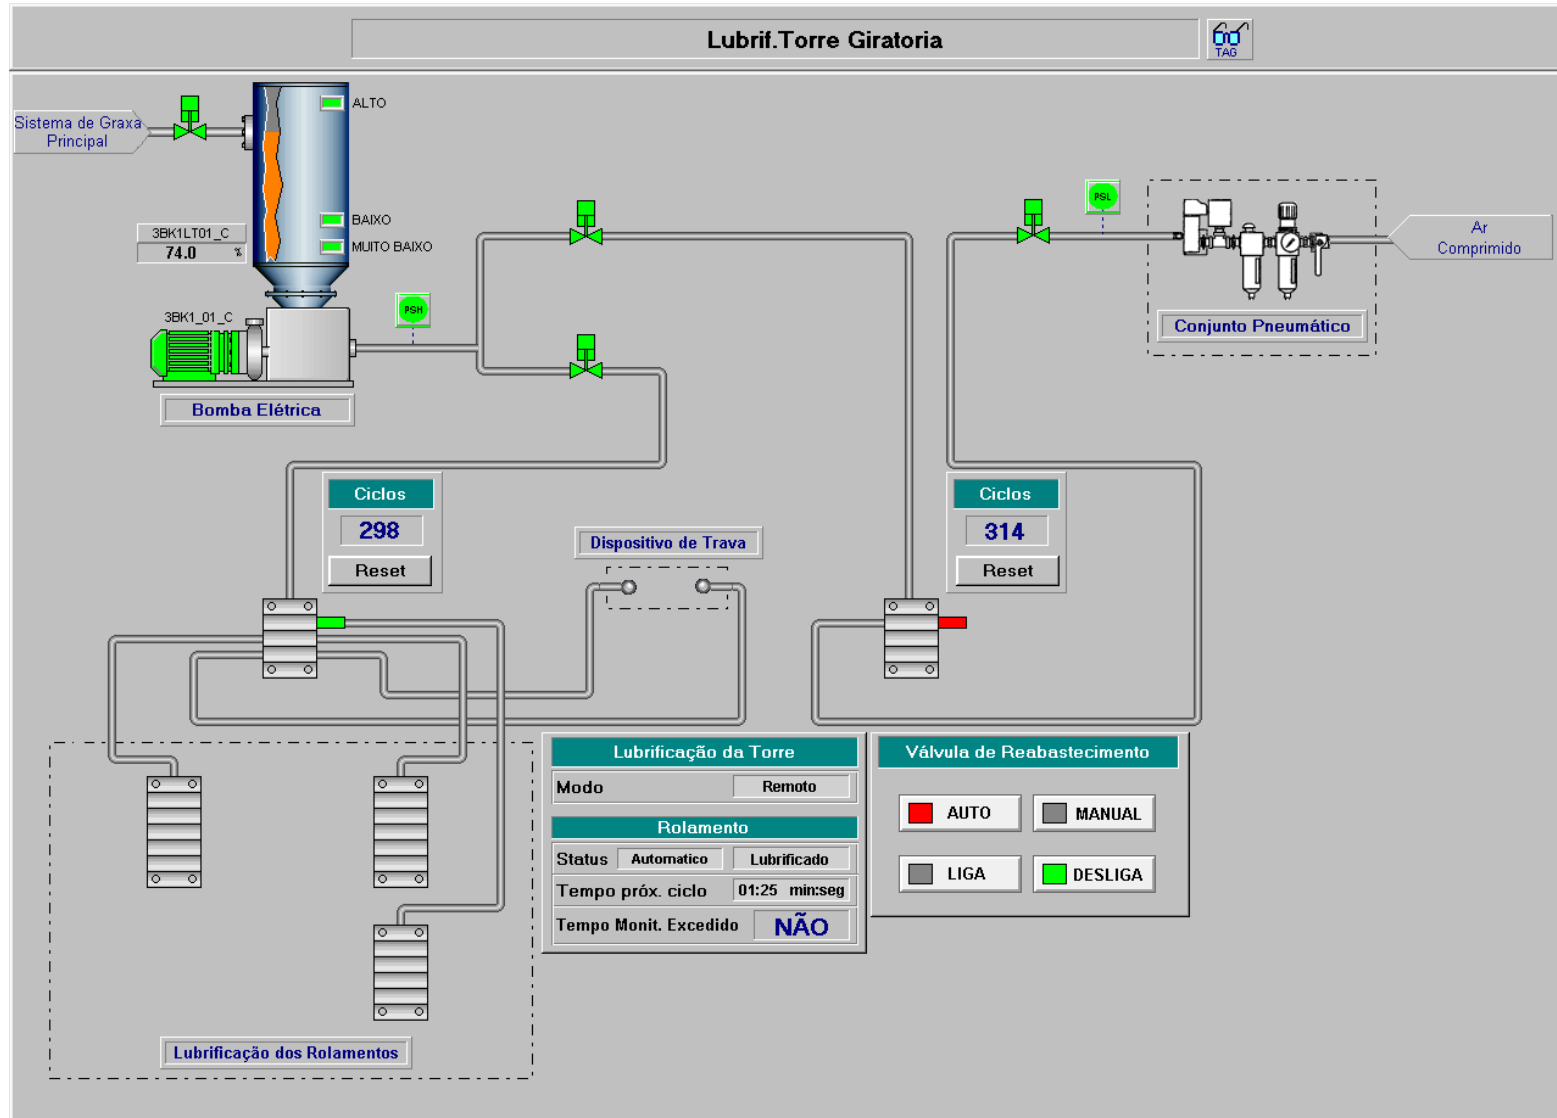 Lubrif.Torre Giratoria
TAG
Sistema de Graxa
Principal
ALTO
BAIXO
MUITO BAIXO
3BK1LT01_C
74.0 %
3BK1_01_C
PSH
Bomba Elétrica
PSL
Ar
Comprimido
Conjunto Pneumático
Ciclos
298
Reset
Dispositivo de Trava
Ciclos
314
Reset
Lubrificação da Torre
Modo Remoto
Rolamento
Status Automatico Lubrificado
Tempo próx. ciclo 01:25 min:seg
Tempo Monit. Excedido NÃO
Válvula de Reabastecimento
AUTO MANUAL
LIGA DESLIGA
Lubrificação dos Rolamentos